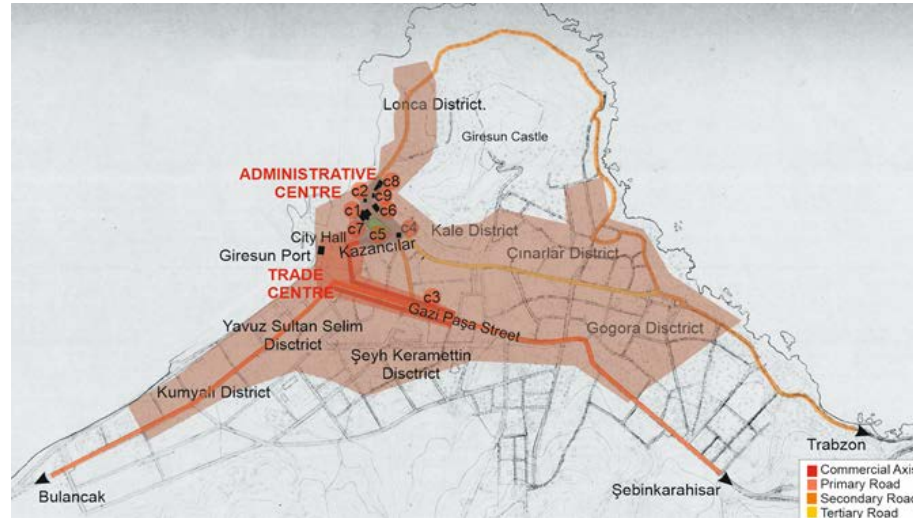 Lonca District.
Giresun Castle
ADMINISTRATIVE
CENTRE
c8
c2
c9
c1
c6
c7
c5
c4
City Hall
Kazancılar
Kale District
Çınarlar District
Giresun Port
TRADE
CENTRE
c3
Gazi Paşa Street
Yavuz Sultan Selim
Disctrict
Gogora Disctrict
Şeyh Keramettin
Disctrict
Kumyalı District
Trabzon
Bulancak
Şebinkarahisar
Commercial Axis
Primary Road
Secondary Road
Tertiary Road